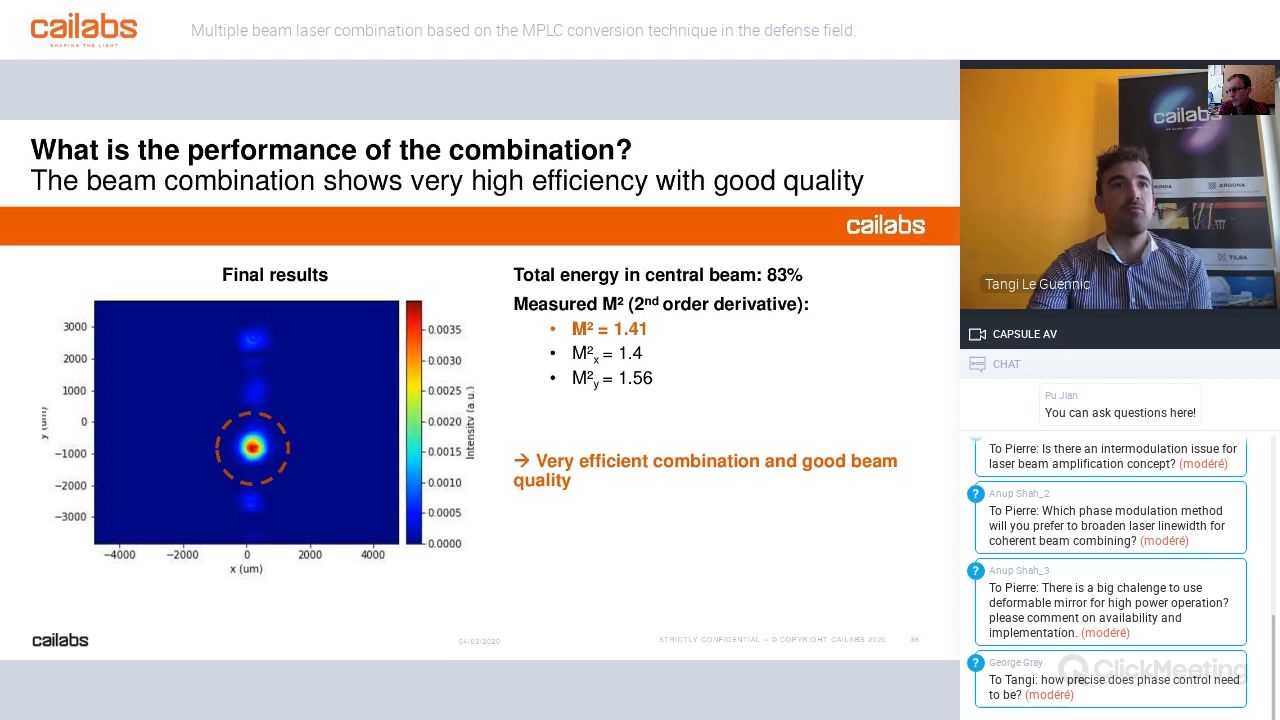 cailabs
SHAPING THE LIGHT
Multiple beam laser combination based on the MPLC conversion technique in the defense field.
What is the performance of the combination?
The beam combination shows very high efficiency with good quality
cailabs
Final results
3000
2000
1000
0
−1000
−2000
−3000
y (um)
−4000
−2000
0
2000
4000
x (um)
0.0035
0.0030
0.0025
0.0020
0.0015
0.0010
0.0005
0.0000
Intensity (a.u.)
Total energy in central beam: 83%
Measured M² (2nd order derivative):
• M² = 1.41
• M²x = 1.4
• M²y = 1.56
→ Very efficient combination and good beam
quality
cailabs
04/02/2020
STRICTLY CONFIDENTIAL – © COPYRIGHT CAILABS 2020
36
cailabs
AROONA
TILBA
Tangi Le Guennic
CAPSULE AV
CHAT
Pu Jian
You can ask questions here!
To Pierre: Is there an intermodulation issue for
laser beam amplification concept? (modéré)
?
Anup Shah_2
To Pierre: Which phase modulation method
will you prefer to broaden laser linewidth for
coherent beam combining? (modéré)
?
Anup Shah_3
To Pierre: There is a big chalenge to use
deformable mirror for high power operation?
please comment on availability and
implementation. (modéré)
?
George Gray
ClickMeeting
To Tangi: how precise does phase control need
to be? (modéré)